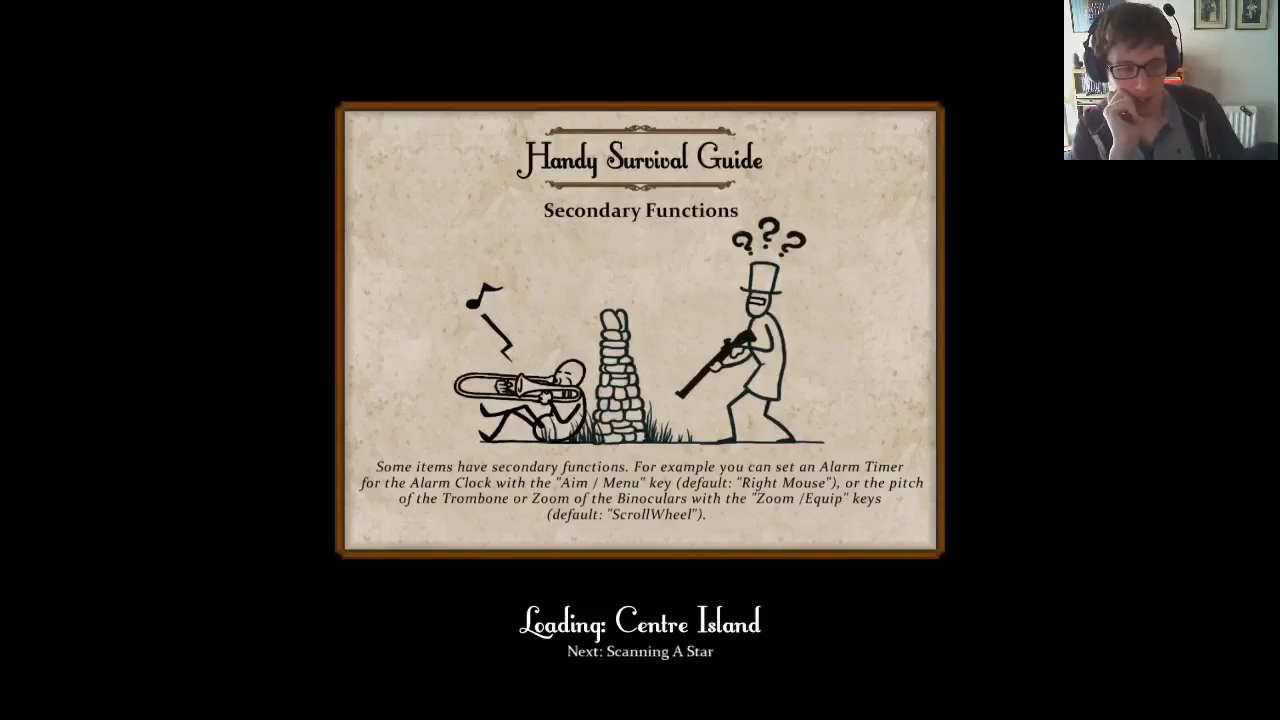 Handy Survival Guide
Secondary Functions
???
Some items have secondary functions. For example you can set an Alarm Timer
for the Alarm Clock with the "Aim / Menu" key (default: "Right Mouse"), or the pitch
of the Trombone or Zoom of the Binoculars with the "Zoom /Equip" keys
(default: "ScrollWheel").
Loading: Centre Island
Next: Scanning A Star